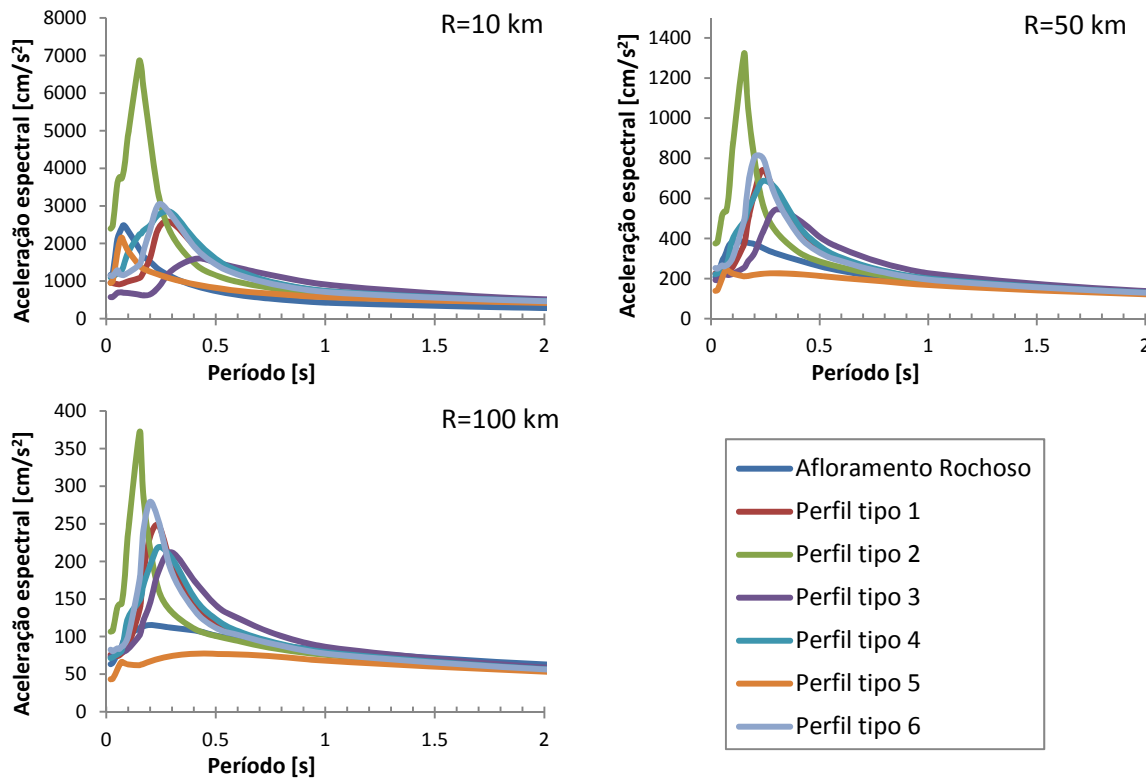 R=10 km
Aceleração espectral [cm/s²]
8000
7000
6000
5000
4000
3000
2000
1000
0
0 0.5 1 1.5 2
Período [s]
R=50 km
Aceleração espectral [cm/s²]
1400
1200
1000
800
600
400
200
0
0 0.5 1 1.5 2
Período [s]
R=100 km
Aceleração espectral [cm/s²]
400
350
300
250
200
150
100
50
0
0 0.5 1 1.5 2
Período [s]
Afloramento Rochoso
Perfil tipo 1
Perfil tipo 2
Perfil tipo 3
Perfil tipo 4
Perfil tipo 5
Perfil tipo 6